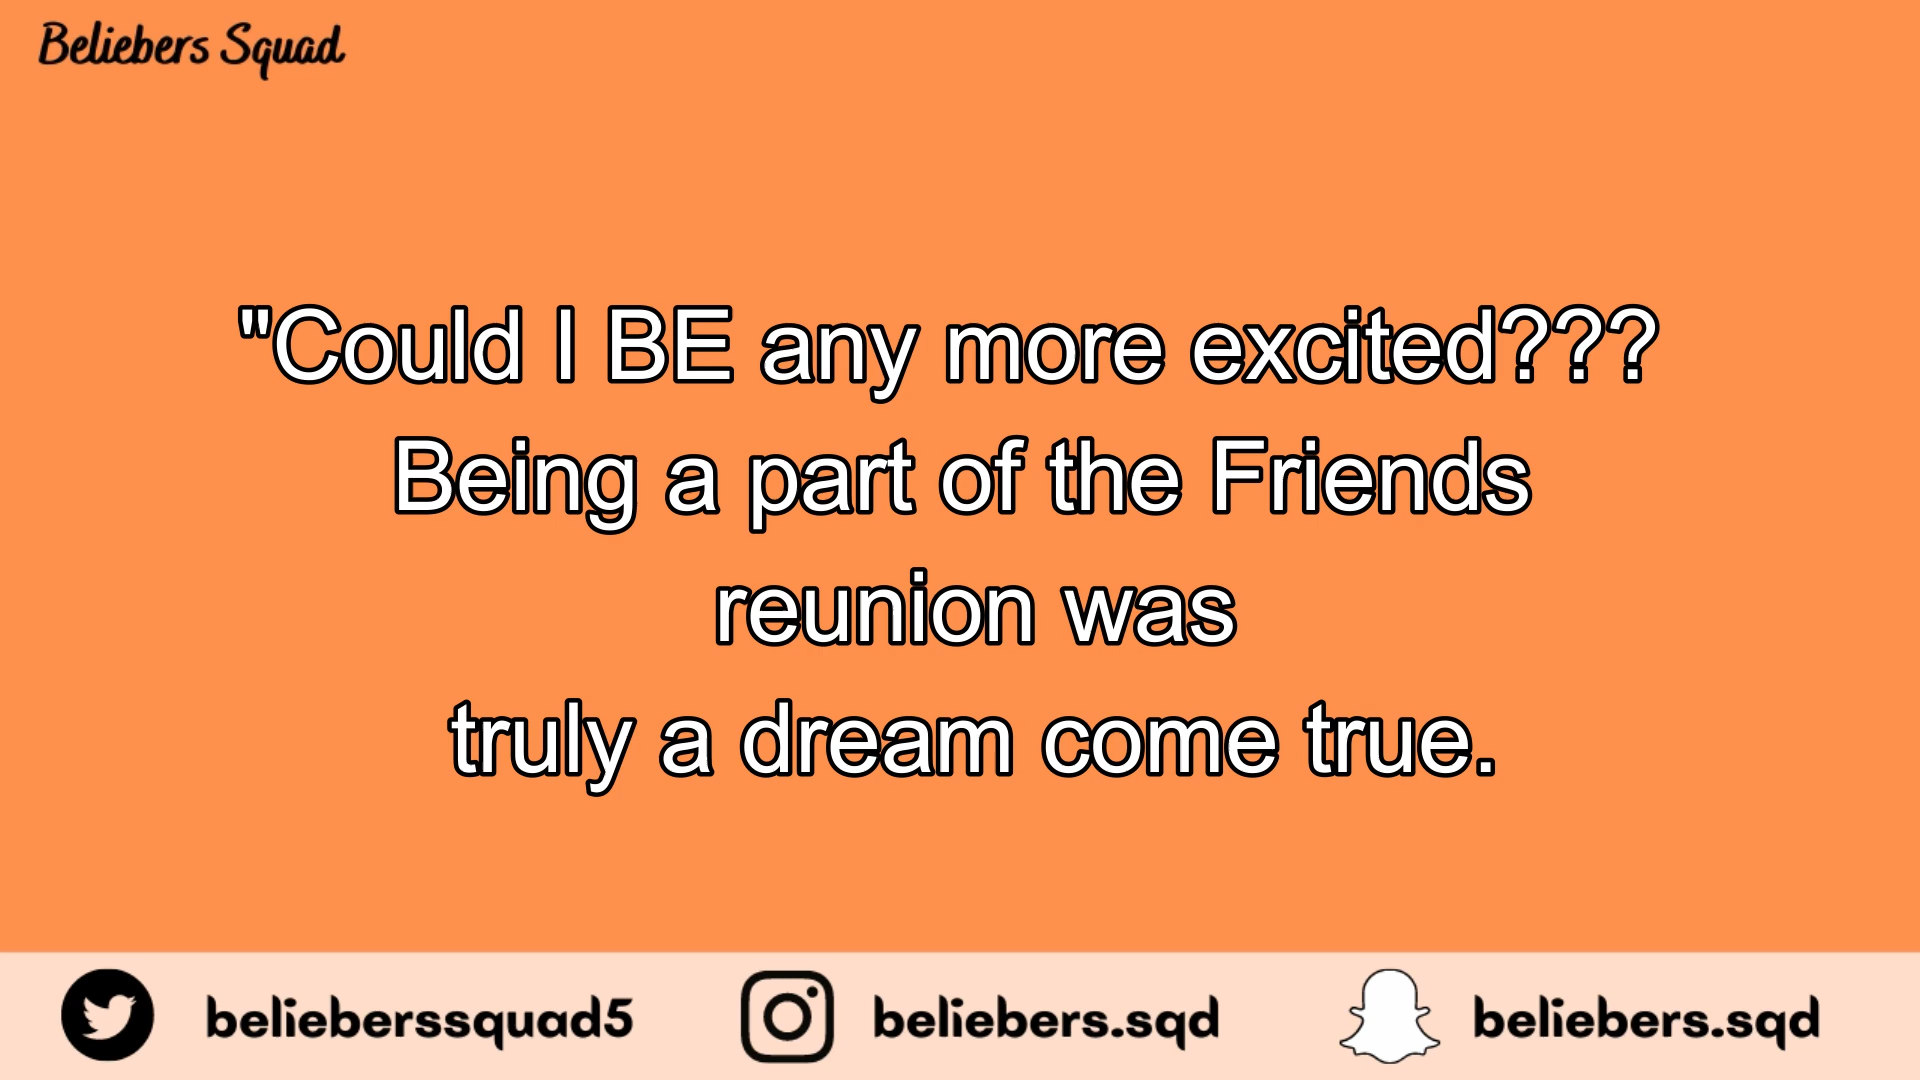 Beliebers Squad
"Could I BE any more excited???
Being a part of the Friends
reunion was
truly a dream come true.
belieberssquad5
beliebers.sqd
beliebers.sqd